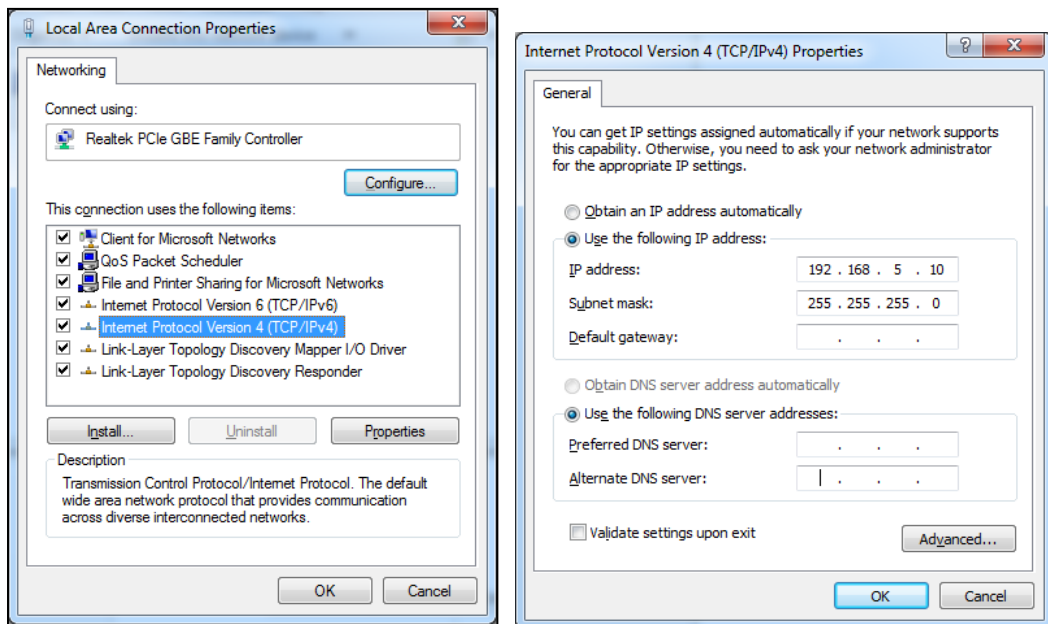 Local Area Connection Properties
Networking
Connect using:
Realtek PCIe GBE Family Controller
Configure...
This connection uses the following items:
Client for Microsoft Networks
QoS Packet Scheduler
File and Printer Sharing for Microsoft Networks
Internet Protocol Version 6 (TCP/IPv6)
Internet Protocol Version 4 (TCP/IPv4)
Link-Layer Topology Discovery Mapper I/O Driver
Link-Layer Topology Discovery Responder
Install...
Uninstall
Properties
Description
Transmission Control Protocol/Internet Protocol. The default
wide area network protocol that provides communication
across diverse interconnected networks.
OK
Cancel
Internet Protocol Version 4 (TCP/IPv4) Properties
?
General
You can get IP settings assigned automatically if your network supports
this capability. Otherwise, you need to ask your network administrator
for the appropriate IP settings.
Obtain an IP address automatically
Use the following IP address:
IP address: 192 . 168 . 5 . 10
Subnet mask: 255 . 255 . 255 . 0
Default gateway: . . .
Obtain DNS server address automatically
Use the following DNS server addresses:
Preferred DNS server: . . .
Alternate DNS server: . . .
Validate settings upon exit
Advanced...
OK
Cancel